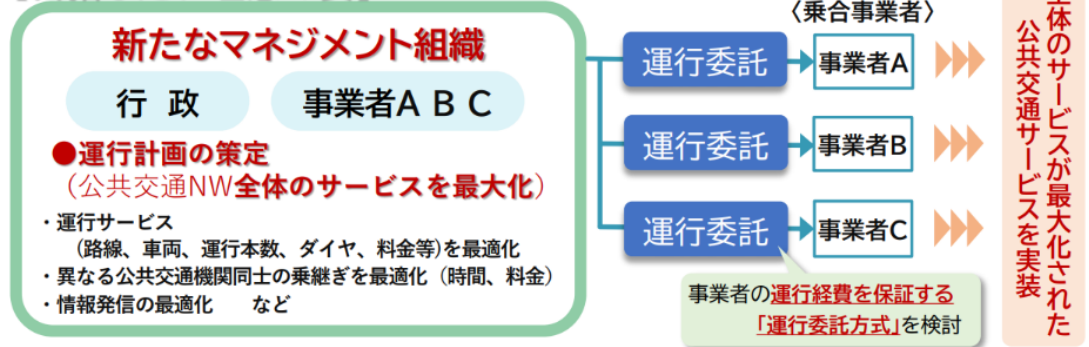 新たなマネジメント組織
行 政
事業者A B C
●運行計画の策定
（公共交通NW全体のサービスを最大化）
・運行サービス
(路線、車両、運行本数、ダイヤ、料金等)を最適化
・異なる公共交通機関同士の乗継ぎを最適化（時間、料金）
・情報発信の最適化　など
〈乗合事業者〉
運行委託
事業者A
運行委託
事業者B
運行委託
事業者C
事業者の運行経費を保証する
「運行委託方式」を検討
体のサービスが最大化された
公共交通サービスを実装